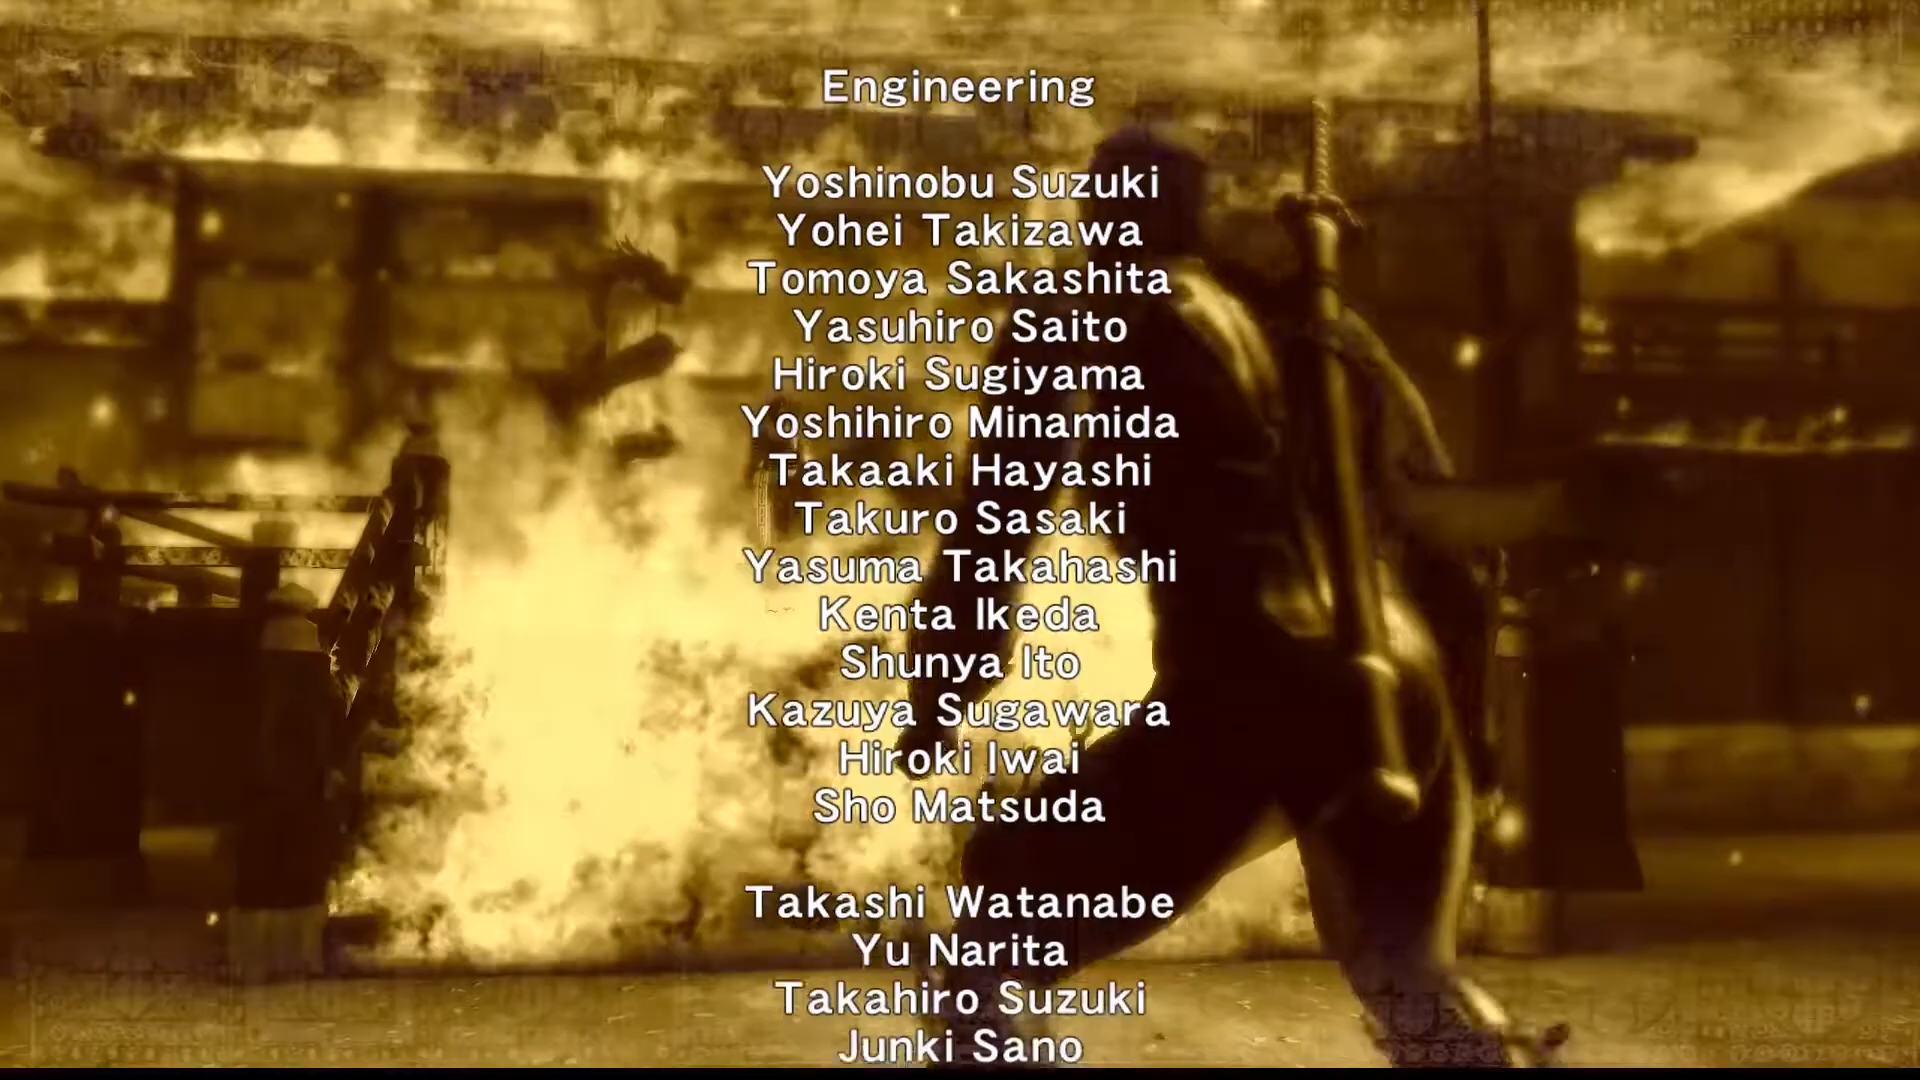 Engineering
Yoshinobu Suzuki
Yohei Takizawa
Tomoya Sakashita
Yasuhiro Saito
Hiroki Sugiyama
Yoshihiro Minamida
Takaaki Hayashi
Takuro Sasaki
Yasuma Takahashi
Kenta Ikeda
Shunya Ito
Kazuya Sugawara
Hiroki Iwai
Sho Matsuda
Takashi Watanabe
Yu Narita
Takahiro Suzuki
Junki Sano